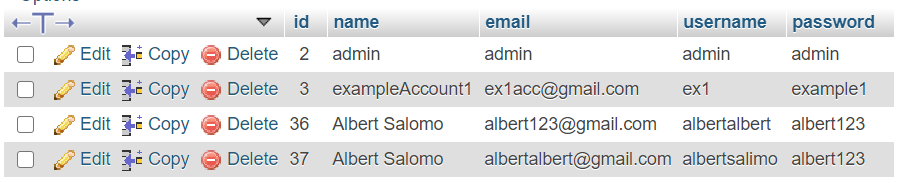 Options
id name email username password
Edit Copy Delete 2 admin admin admin admin
Edit Copy Delete 3 exampleAccount1 ex1acc@gmail.com ex1 example1
Edit Copy Delete 36 Albert Salomo albert123@gmail.com albertalbert albert123
Edit Copy Delete 37 Albert Salomo albertalbert@gmail.com albertsalimo albert123